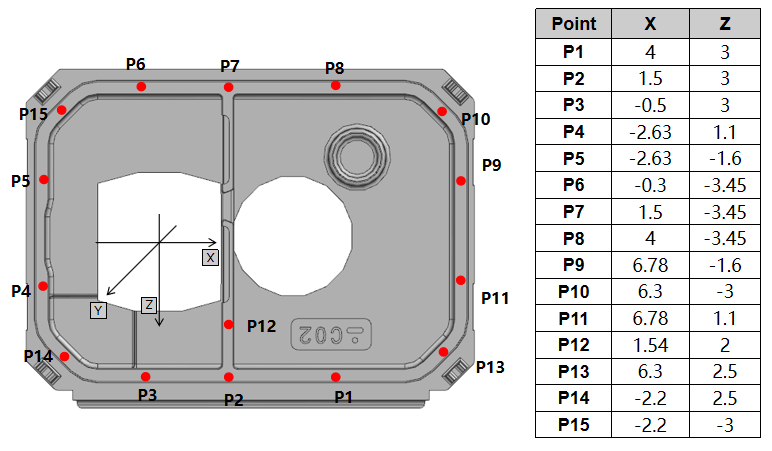 P6 P7 P8
P15 P10
P5 P9
X
P4 P11
Y Z
P12
C02
P14 P13
P3 P2 P1
Point X Z
P1 4 3
P2 1.5 3
P3 -0.5 3
P4 -2.63 1.1
P5 -2.63 -1.6
P6 -0.3 -3.45
P7 1.5 -3.45
P8 4 -3.45
P9 6.78 -1.6
P10 6.3 -3
P11 6.78 1.1
P12 1.54 2
P13 6.3 2.5
P14 -2.2 2.5
P15 -2.2 -3